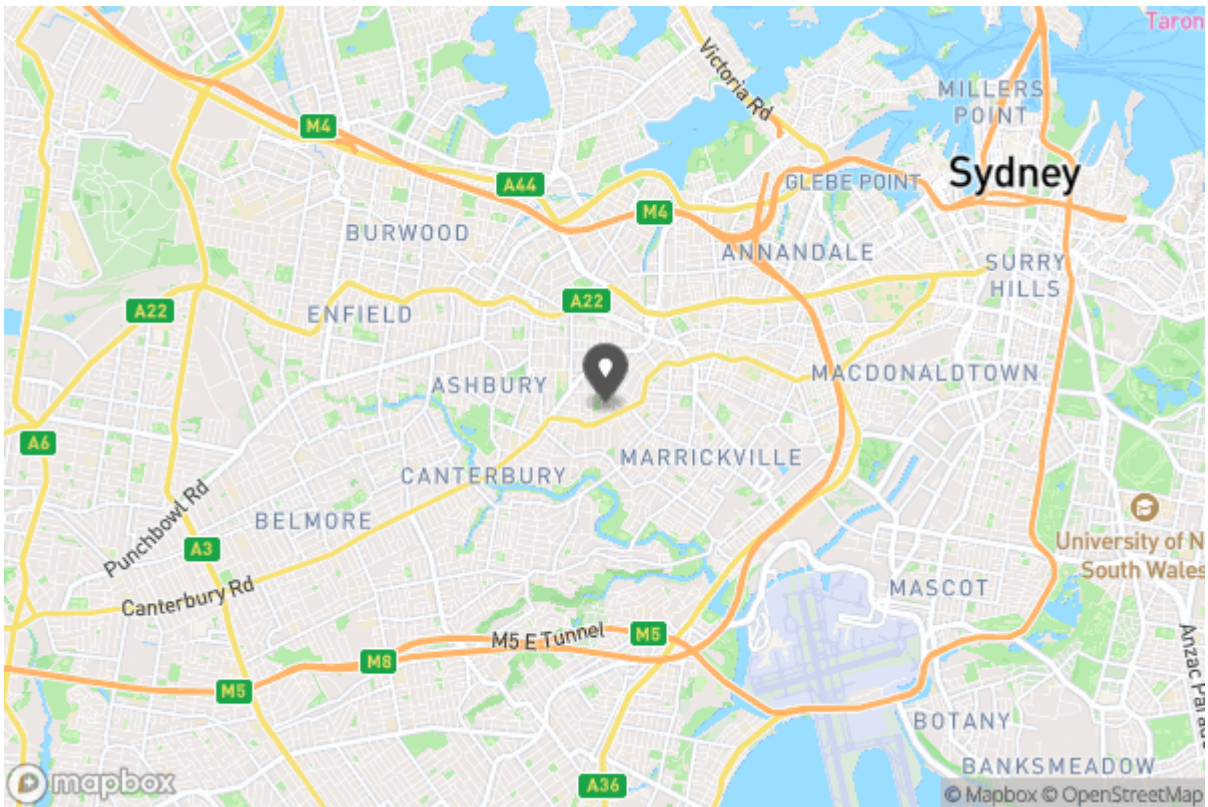 Taron
Victoria Rd
MILLERS
POINT
M4
Sydney
A44
GLEBE POINT
M4
BURWOOD
ANNANDALE
SURRY
HILLS
A22
A22
ENFIELD
ASHBURY
MACDONALDTOWN
A6
MARRICKVILLE
CANTERBURY
Punchbowl Rd
BELMORE
A3
University of N
South Wales
MASCOT
Canterbury Rd
M5 E Tunnel
M5
M8
M5
Anzac Parade
BOTANY
BANKSMEADOW
A36
mapbox
© Mapbox © OpenStreetMap